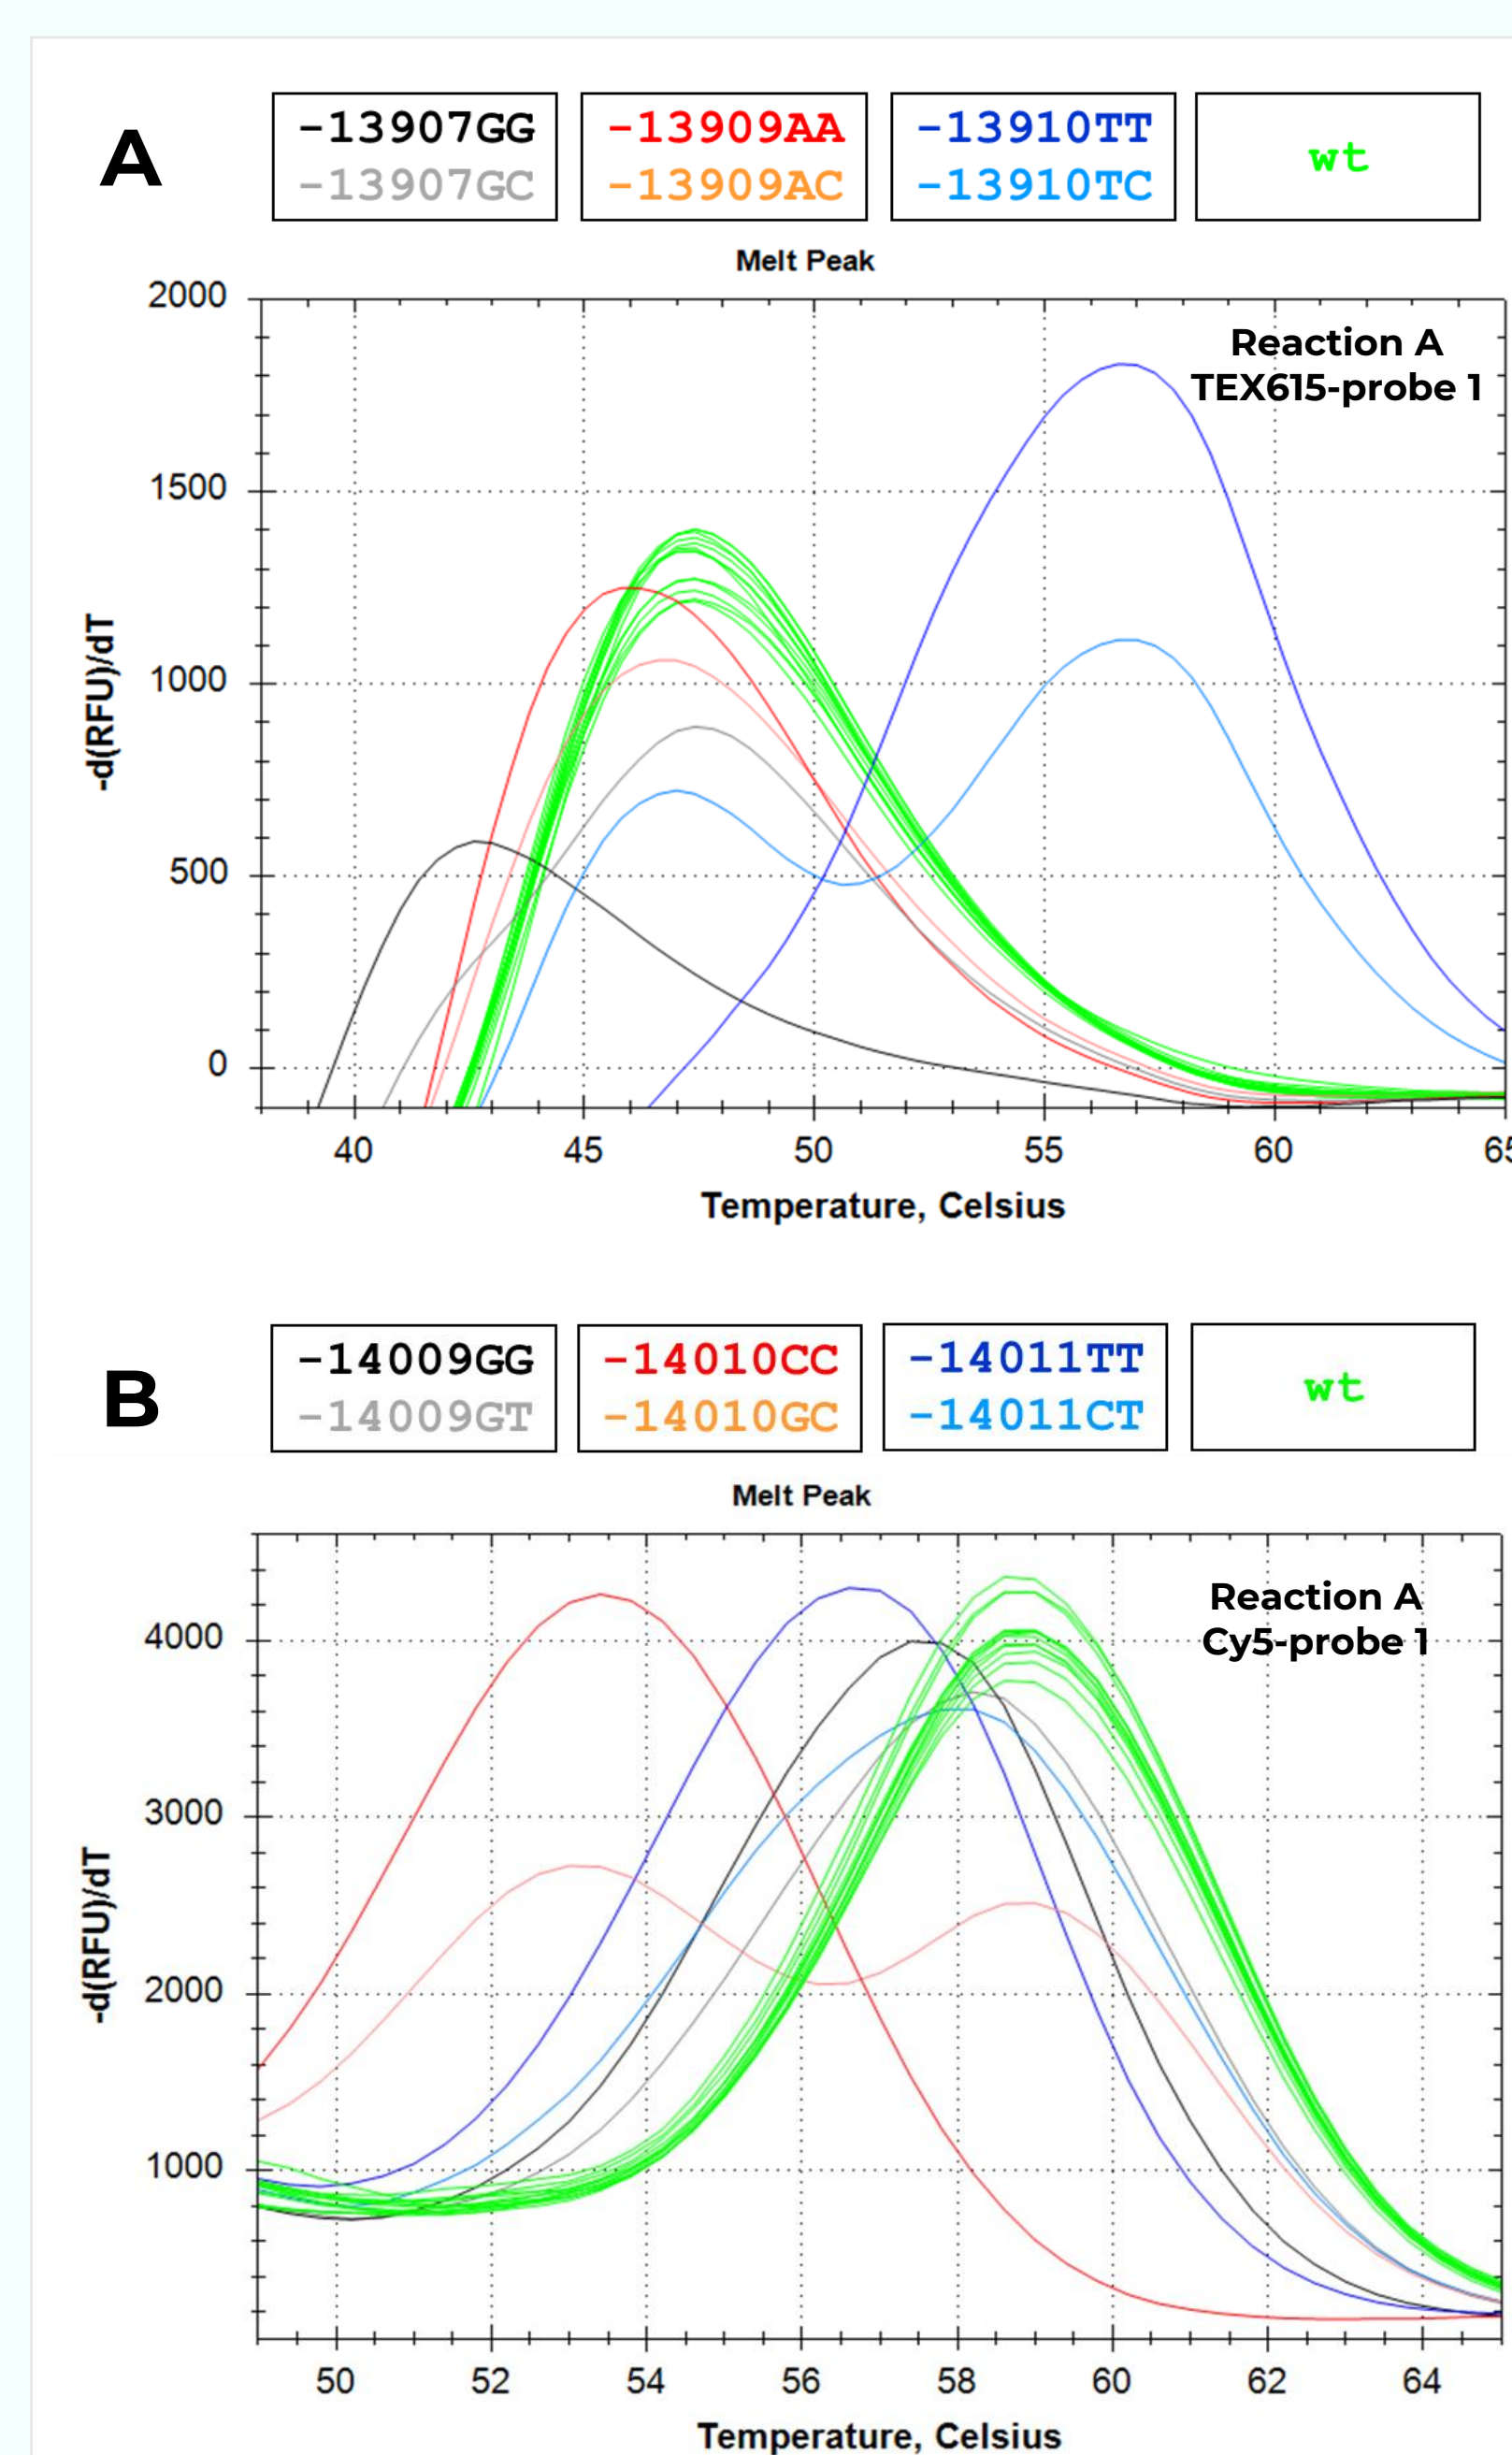 A
-13907GG
-13907GC
-13909AA
-13909AC
-13910TT
-13910TC
wt
Melt Peak
Reaction A
TEX615-probe 1
2000
1500
1000
500
0
-d(RFU)/dT
40 45 50 55 60 65
Temperature, Celsius
B
-14009GG
-14009GT
-14010CC
-14010GC
-14011TT
-14011CT
wt
Melt Peak
Reaction A
Cy5-probe 1
4000
3000
2000
1000
-d(RFU)/dT
50 52 54 56 58 60 62 64
Temperature, Celsius